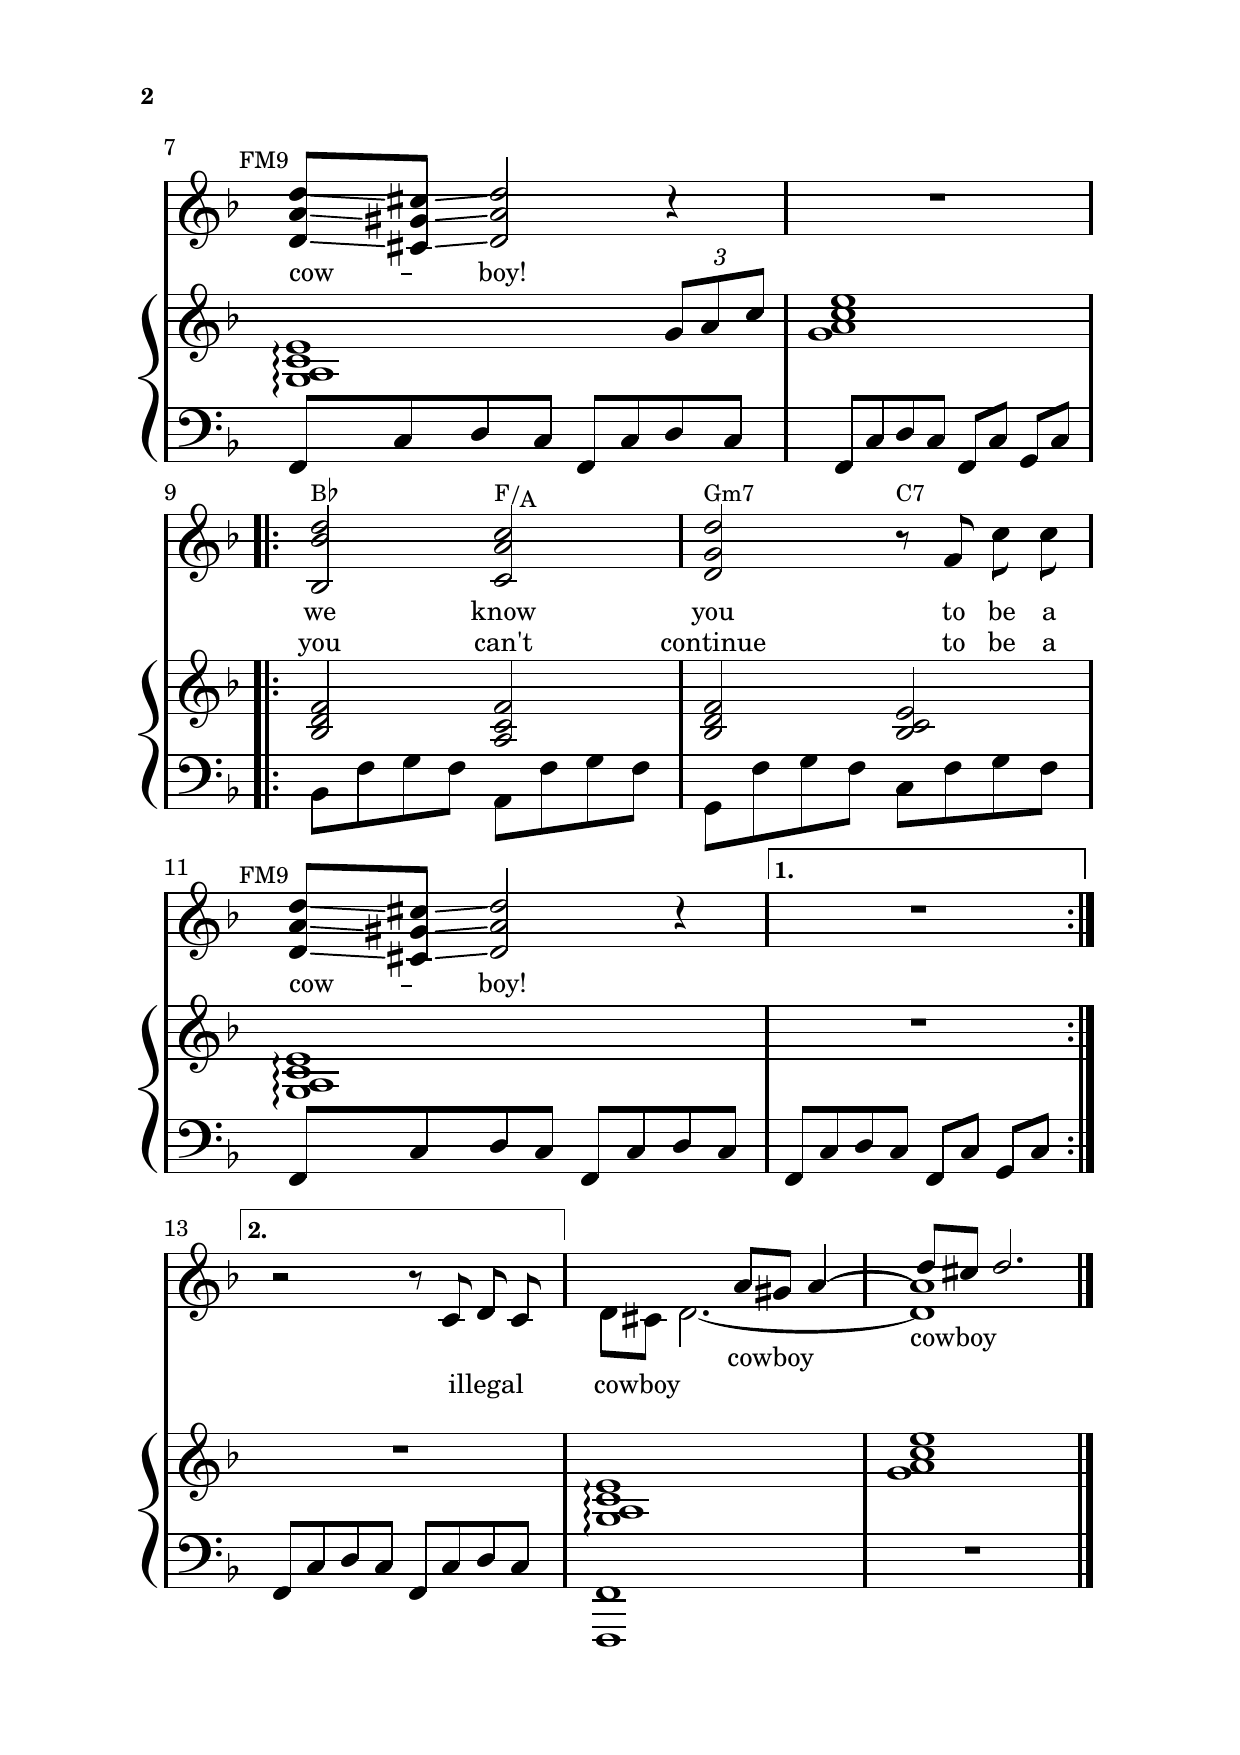 2
7
FM9
cow – boy!
3
9
B♭ F/A Gm7 C7
we know you to be a
you can't continue to be a
11
FM9 1.
cow – boy!
13
2.
cowboy
cowboy
illegal cowboy